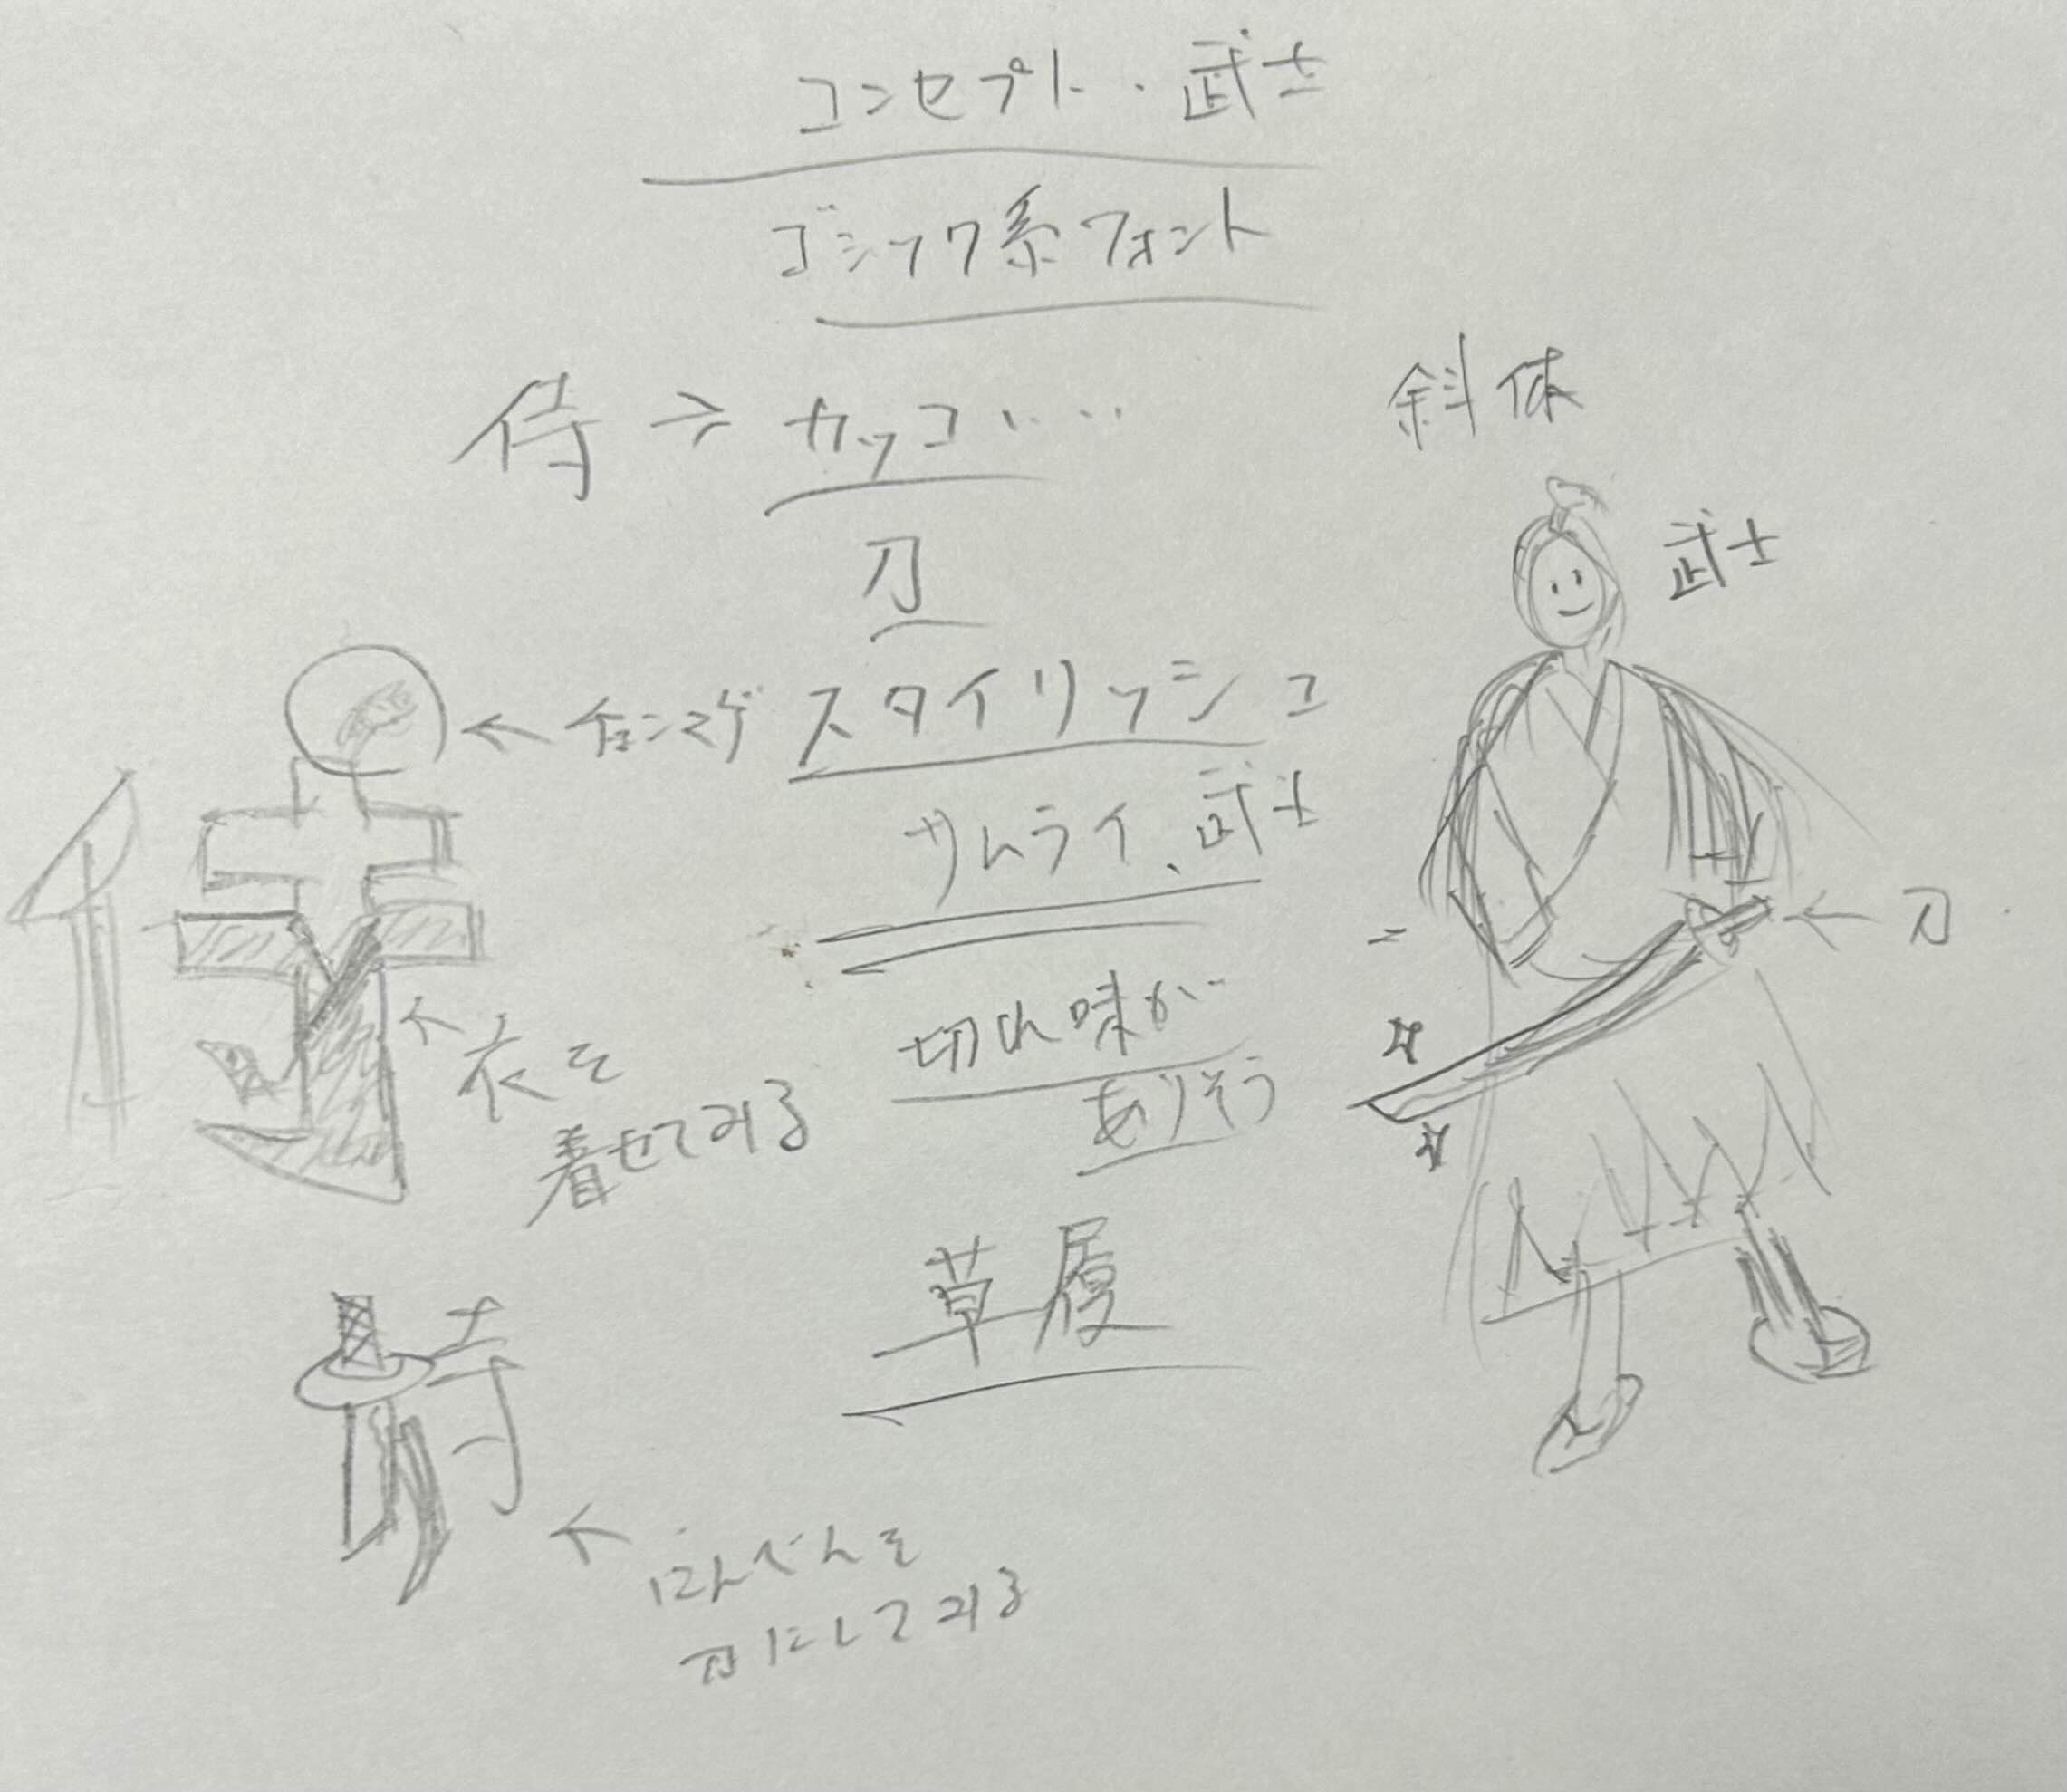 コンセプト・武士
ゴシック系フォント
侍→カッコいい
斜体
刀
武士
←チョンマゲ
スタイリッシュ
サムライ、武士
←刀
切れ味が
ありそう
衣を
着せてみる
草履
侍
にんべんを
刀にしてみる